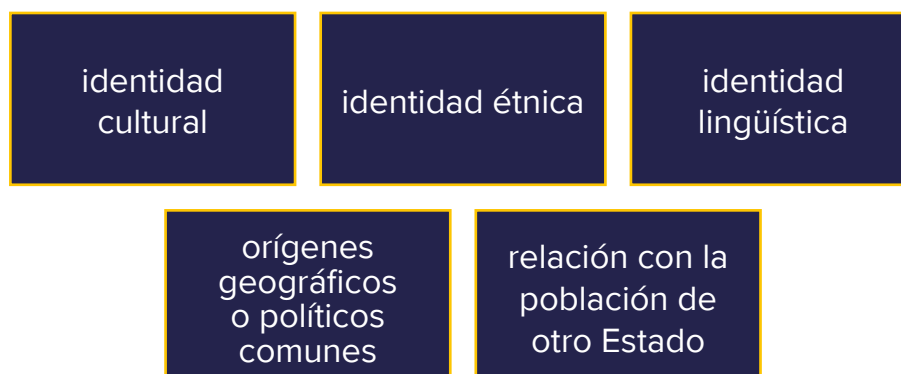 identidad
cultural
identidad étnica
identidad
lingüística
orígenes
geográficos
o políticos
comunes
relación con la
población de
otro Estado